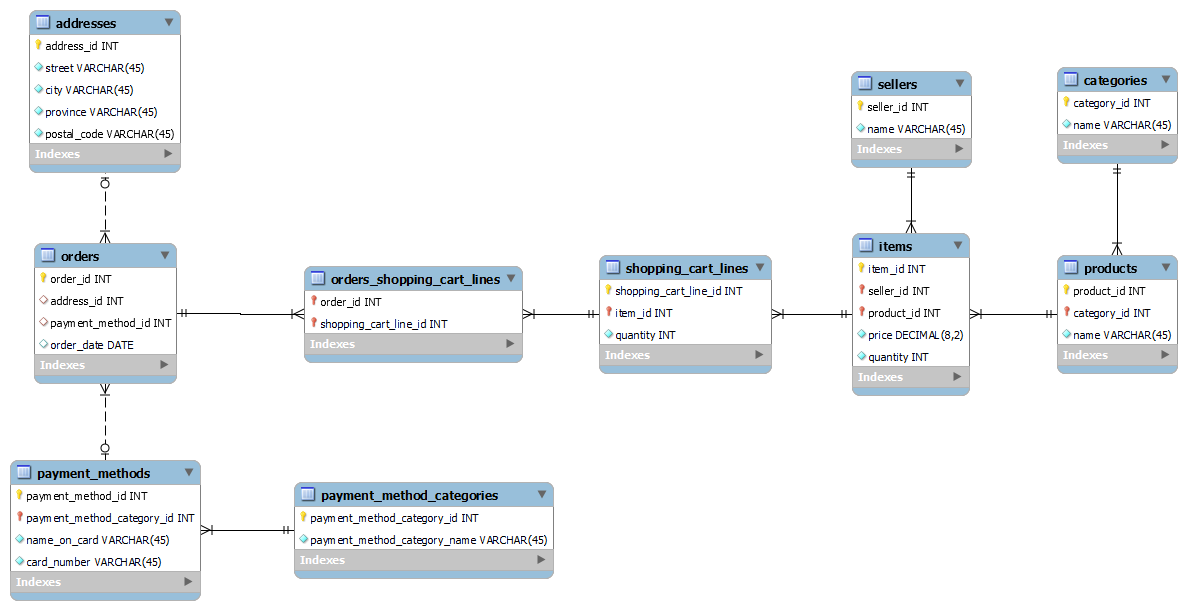 addresses
address_id INT
street VARCHAR(45)
city VARCHAR(45)
province VARCHAR(45)
postal_code VARCHAR(45)
Indexes
sellers
seller_id INT
name VARCHAR(45)
Indexes
categories
category_id INT
name VARCHAR(45)
Indexes
orders
order_id INT
address_id INT
payment_method_id INT
order_date DATE
Indexes
orders_shopping_cart_lines
order_id INT
shopping_cart_line_id INT
Indexes
shopping_cart_lines
shopping_cart_line_id INT
item_id INT
quantity INT
Indexes
items
item_id INT
seller_id INT
product_id INT
price DECIMAL(8,2)
quantity INT
Indexes
products
product_id INT
category_id INT
name VARCHAR(45)
Indexes
payment_methods
payment_method_id INT
payment_method_category_id INT
name_on_card VARCHAR(45)
card_number VARCHAR(45)
Indexes
payment_method_categories
payment_method_category_id INT
payment_method_category_name VARCHAR(45)
Indexes